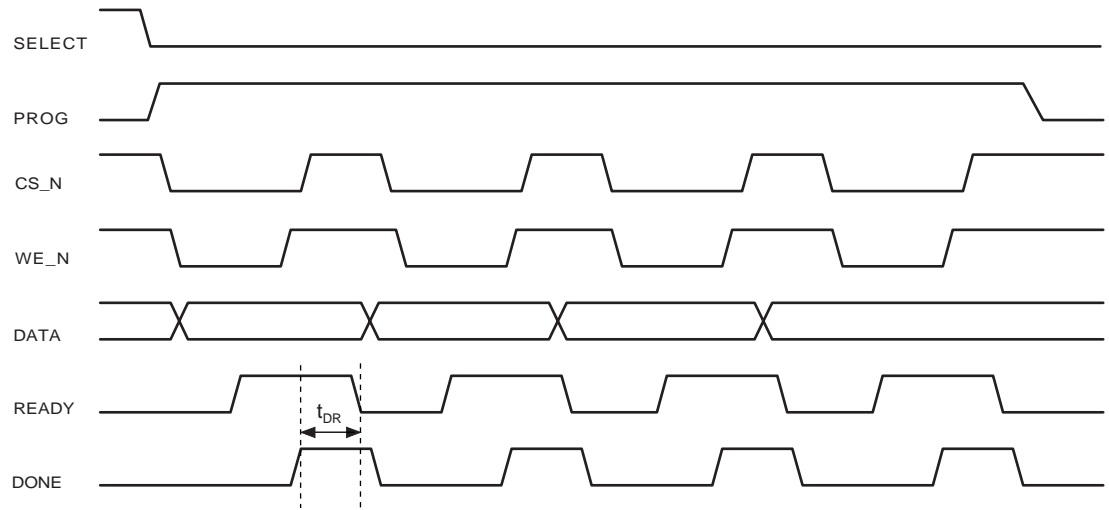 SELECT
PROG
CS_N
WE_N
DATA
READY
tDR
DONE